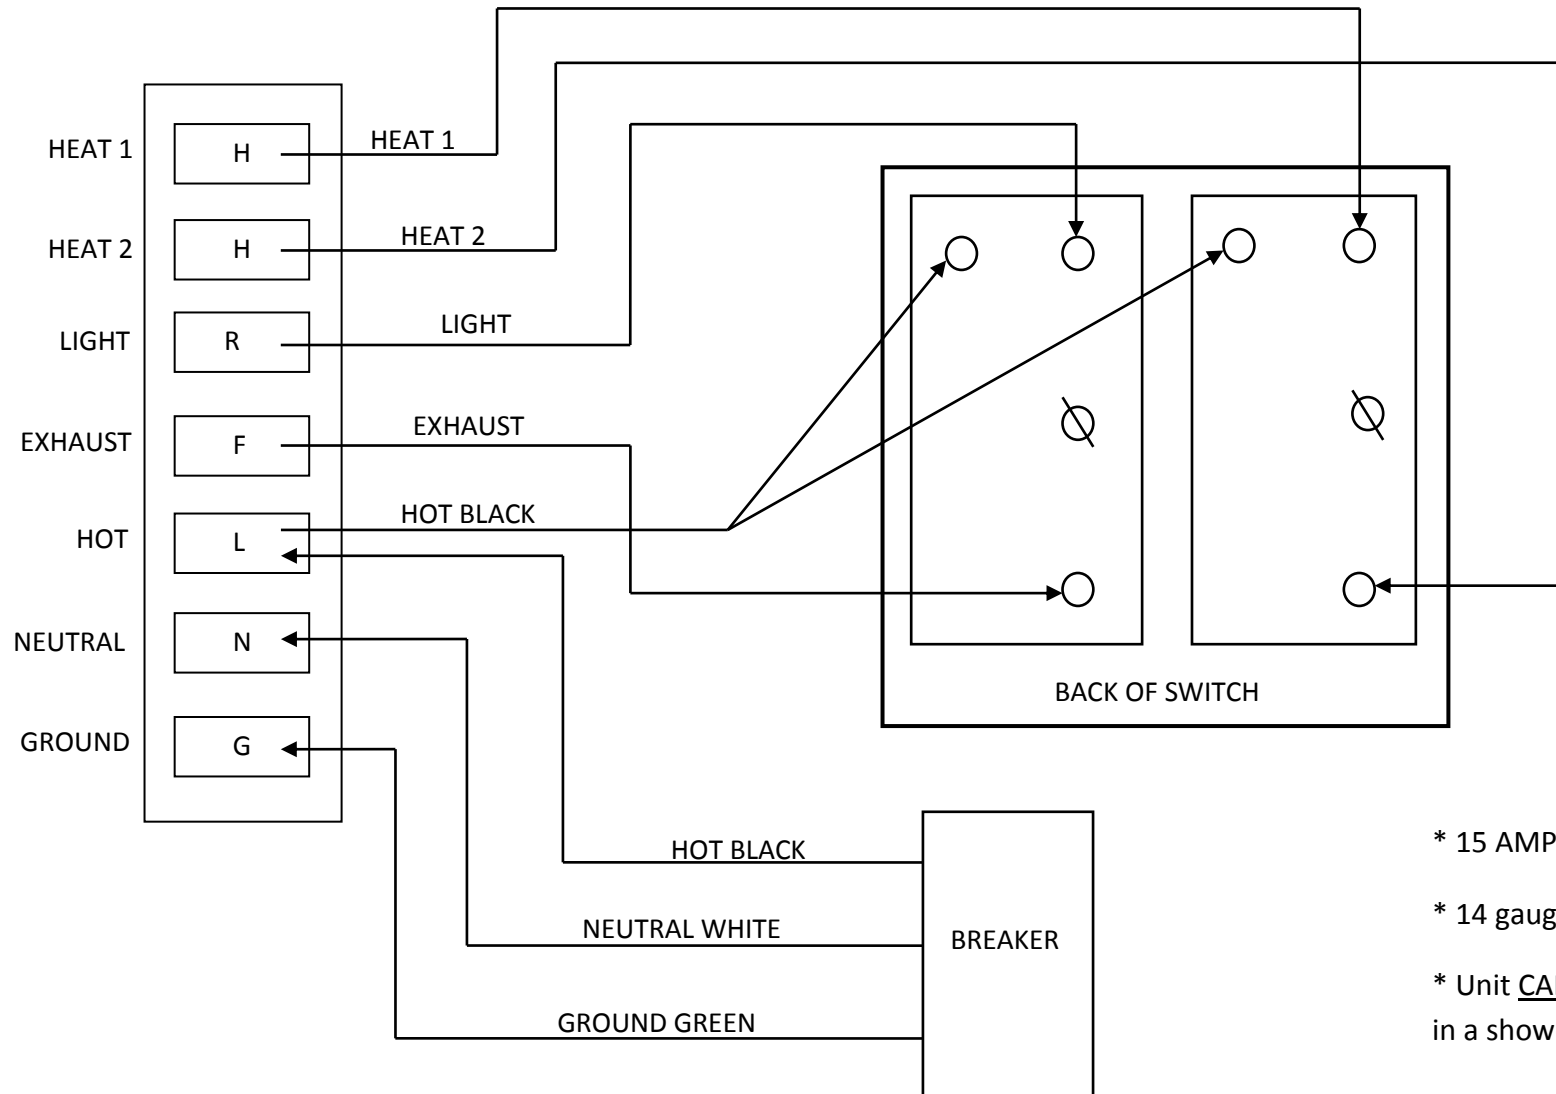 HEAT 1
H
HEAT 1
HEAT 2
H
HEAT 2
LIGHT
R
LIGHT
EXHAUST
F
EXHAUST
HOT
L
HOT BLACK
NEUTRAL
N
GROUND
G
BACK OF SWITCH
HOT BLACK
NEUTRAL WHITE
GROUND GREEN
BREAKER
* 15 AMP
* 14 gaug
* Unit CA
in a show